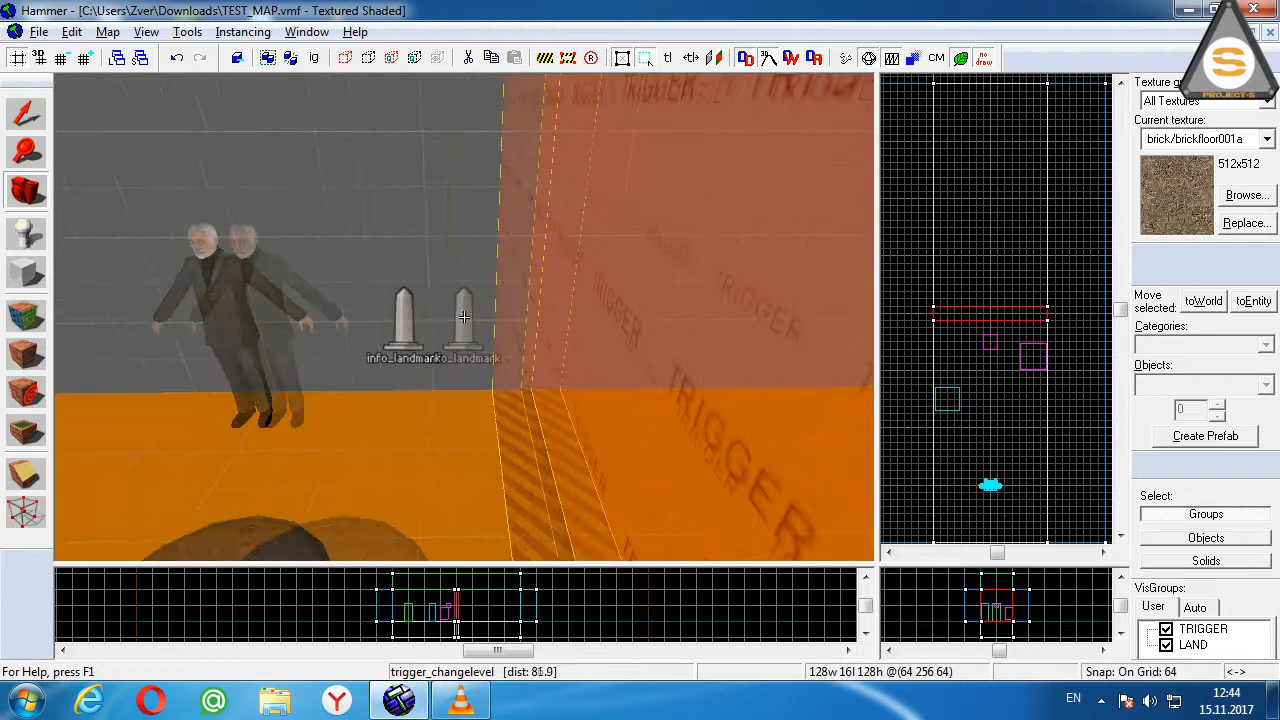 Hammer - [C:\Users\Zver\Downloads\TEST_MAP.vmf - Textured Shaded]
File Edit Map View Tools Instancing Window Help
PROJECT-S
Texture
All Textures
Current texture:
brick/brickfloor001a
512x512
Browse...
Replace...
TRIGGER
TRIGGER
TRIGGER
TRIGGER
info_landmark
Move selected:
toWorld
toEntity
Categories:
Objects:
0
Create Prefab
Select:
Groups
Objects
Solids
VisGroups:
User Auto
TRIGGER
LAND
For Help, press F1
trigger_changelevel [dist: 81.9]
128w 16l 128h @(64 256 64)
Snap: On Grid: 64
<->
EN
12:44
15.11.2017